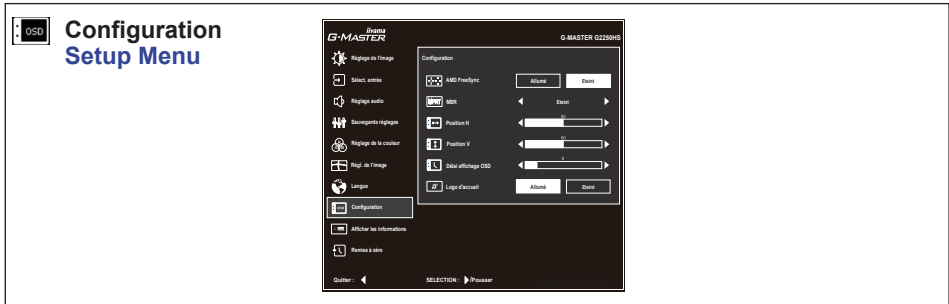 OSD Configuration
Setup Menu
iiyama
G-MASTER
G-MASTER G2250HS
Réglage de l'image
Sélect. entrée
Réglage audio
Sauvegarde réglages
Réglage de la couleur
Régl. de l'image
Langue
OSD Configuration
Afficher les informations
Remise à zéro
Configuration
AMD FreeSync Allumé Eteint
MPRT MBR Eteint
Position H 50
Position V 50
Délai affichage OSD
Logo d'accueil Allumé Eteint
Quitter : SELECTION : /Pousser